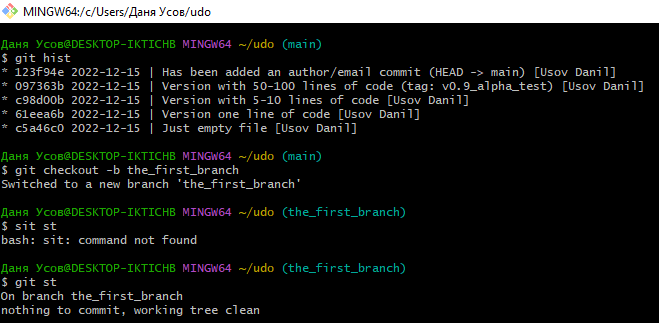 MINGW64:/c/Users/Даня Усов/udo
Даня Усов@DESKTOP-IKTICHB MINGW64 ~/udo (main)
$ git hist
* 123f94e 2022-12-15 | Has been added an author/email commit (HEAD -> main) [Usov Danil]
* 097363b 2022-12-15 | Version with 50-100 lines of code (tag: v0.9_alpha_test) [Usov Danil]
* c98d00b 2022-12-15 | Version with 5-10 lines of code [Usov Danil]
* 61eea6b 2022-12-15 | Version one line of code [Usov Danil]
* c5a46c0 2022-12-15 | Just empty file [Usov Danil]
Даня Усов@DESKTOP-IKTICHB MINGW64 ~/udo (main)
$ git checkout -b the_first_branch
Switched to a new branch 'the_first_branch'
Даня Усов@DESKTOP-IKTICHB MINGW64 ~/udo (the_first_branch)
$ sit st
bash: sit: command not found
Даня Усов@DESKTOP-IKTICHB MINGW64 ~/udo (the_first_branch)
$ git st
On branch the_first_branch
nothing to commit, working tree clean